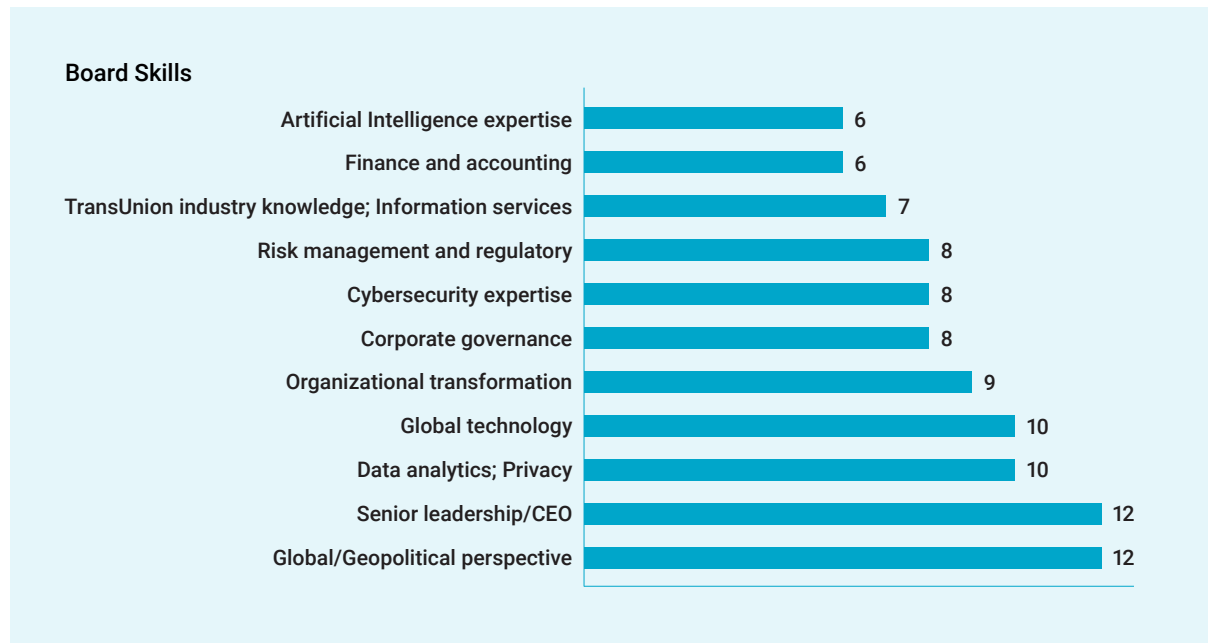 Board Skills
Artificial Intelligence expertise 6
Finance and accounting 6
TransUnion industry knowledge; Information services 7
Risk management and regulatory 8
Cybersecurity expertise 8
Corporate governance 8
Organizational transformation 9
Global technology 10
Data analytics; Privacy 10
Senior leadership/CEO 12
Global/Geopolitical perspective 12